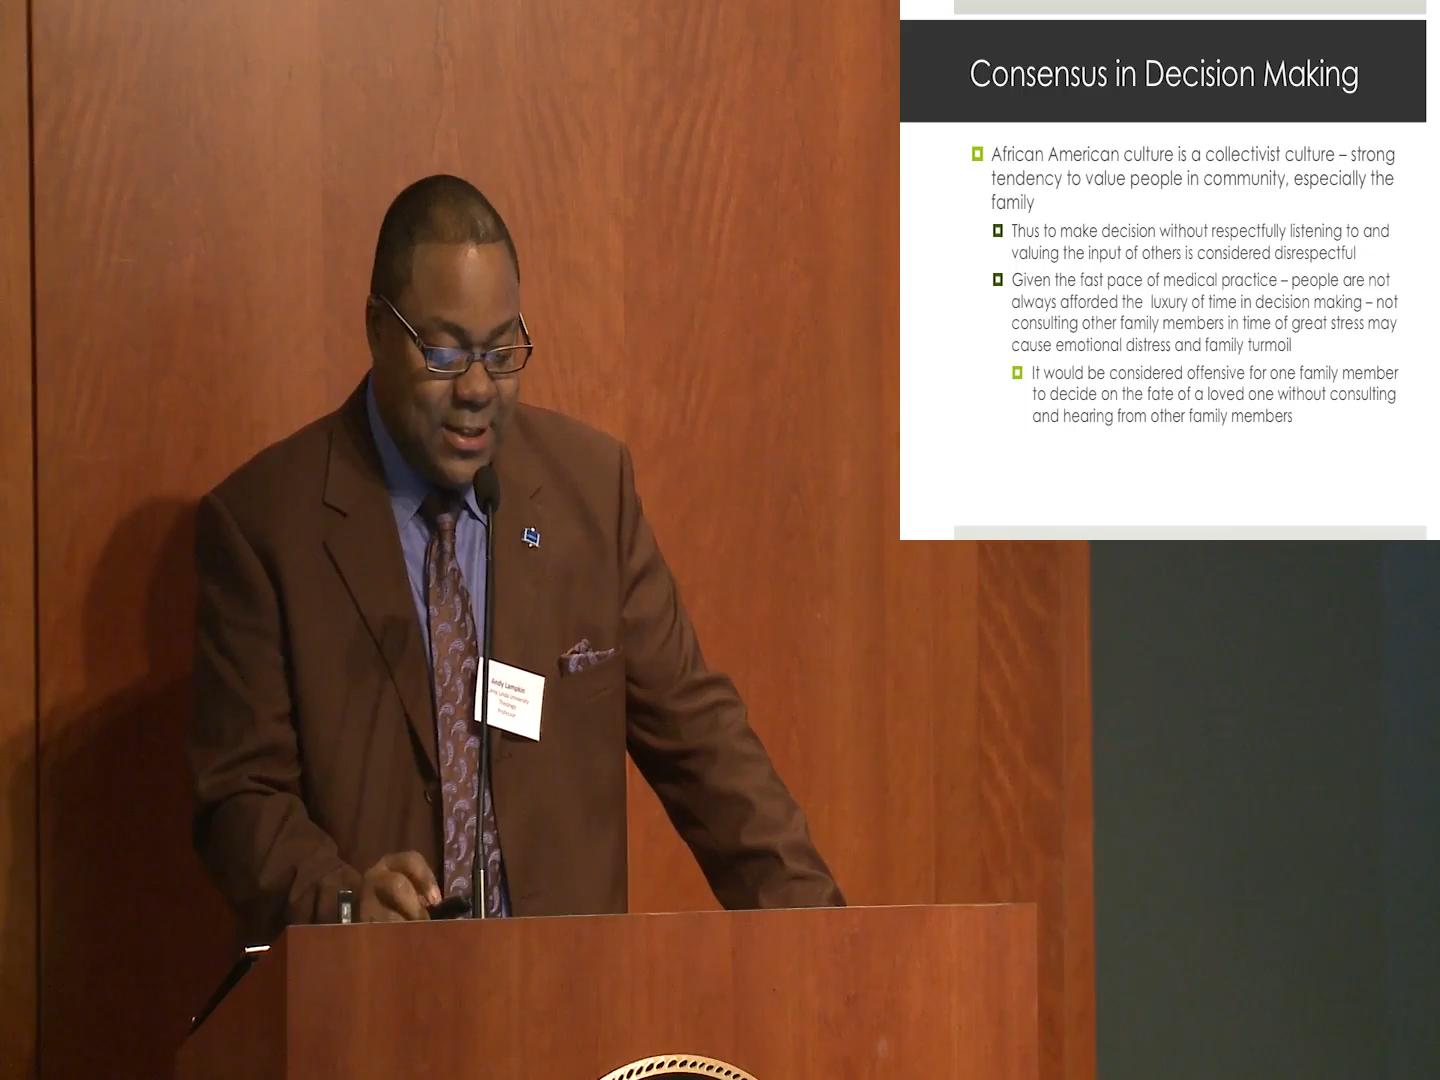 Consensus in Decision Making
African American culture is a collectivist culture – strong
tendency to value people in community, especially the
family
Thus to make decision without respectfully listening to and
valuing the input of others is considered disrespectful
Given the fast pace of medical practice – people are not
always afforded the luxury of time in decision making – not
consulting other family members in time of great stress may
cause emotional distress and family turmoil
It would be considered offensive for one family member
to decide on the fate of a loved one without consulting
and hearing from other family members
Andy Lampkin
Linda University
Theology
Professor